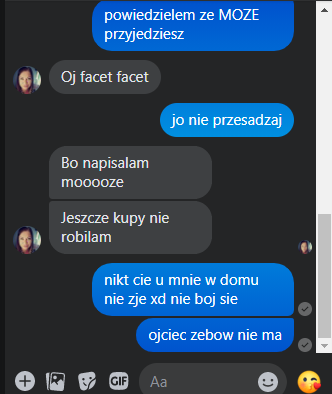 powiedzielem ze MOZE
przyjedziesz
Oj facet facet
jo nie przesadzaj
Bo napisalam
mooooze
Jeszcze kupy nie
robilam
nikt cie u mnie w domu
nie zje xd nie boj sie
ojciec zebow nie ma
GIF
Aa